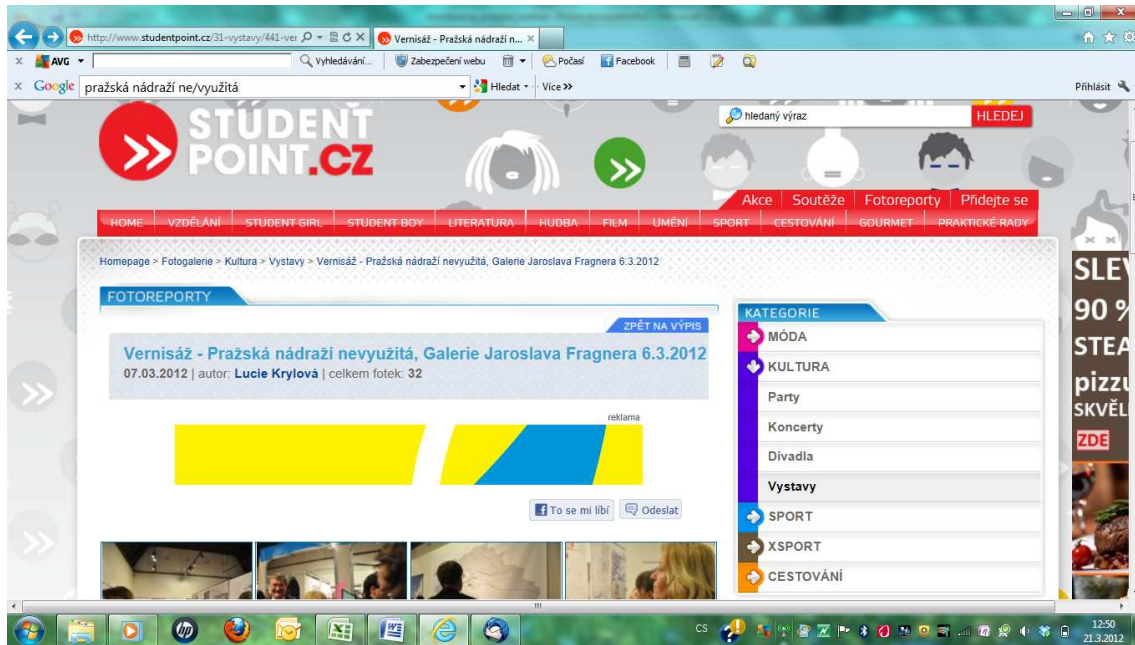 http://www.studentpoint.cz/31-vystavy/441-ver
Vernisáž - Pražská nádraží n...
AVG
Vyhledávání...
Zabezpečení webu
Počasí
Facebook
Google
pražská nádraží ne/využitá
Hledat
Více >>
Přihlásit
STUDENT
POINT.CZ
hledaný výraz
HLEDEJ
Akce Soutěže Fotoreporty Přidejte se
HOME VZDĚLÁNÍ STUDENT GIRL STUDENT BOY LITERATURA HUDBA FILM UMĚNÍ SPORT CESTOVÁNÍ GOURMET PRAKTICKÉ RADY
Homepage > Fotogalerie > Kultura > Vystavy > Vernisáž - Pražská nádraží nevyužitá, Galerie Jaroslava Fragnera 6.3.2012
FOTOREPORTY
ZPĚT NA VÝPIS
Vernisáž - Pražská nádraží nevyužitá, Galerie Jaroslava Fragnera 6.3.2012
07.03.2012 | autor: Lucie Krylová | celkem fotek: 32
reklama
To se mi líbí
Odeslat
KATEGORIE
MÓDA
KULTURA
Party
Koncerty
Divadla
Vystavy
SPORT
XSPORT
CESTOVÁNÍ
SLEV
90 %
STEA
pizzu
SKVĚL
ZDE
CS
12:50
21.3.2012